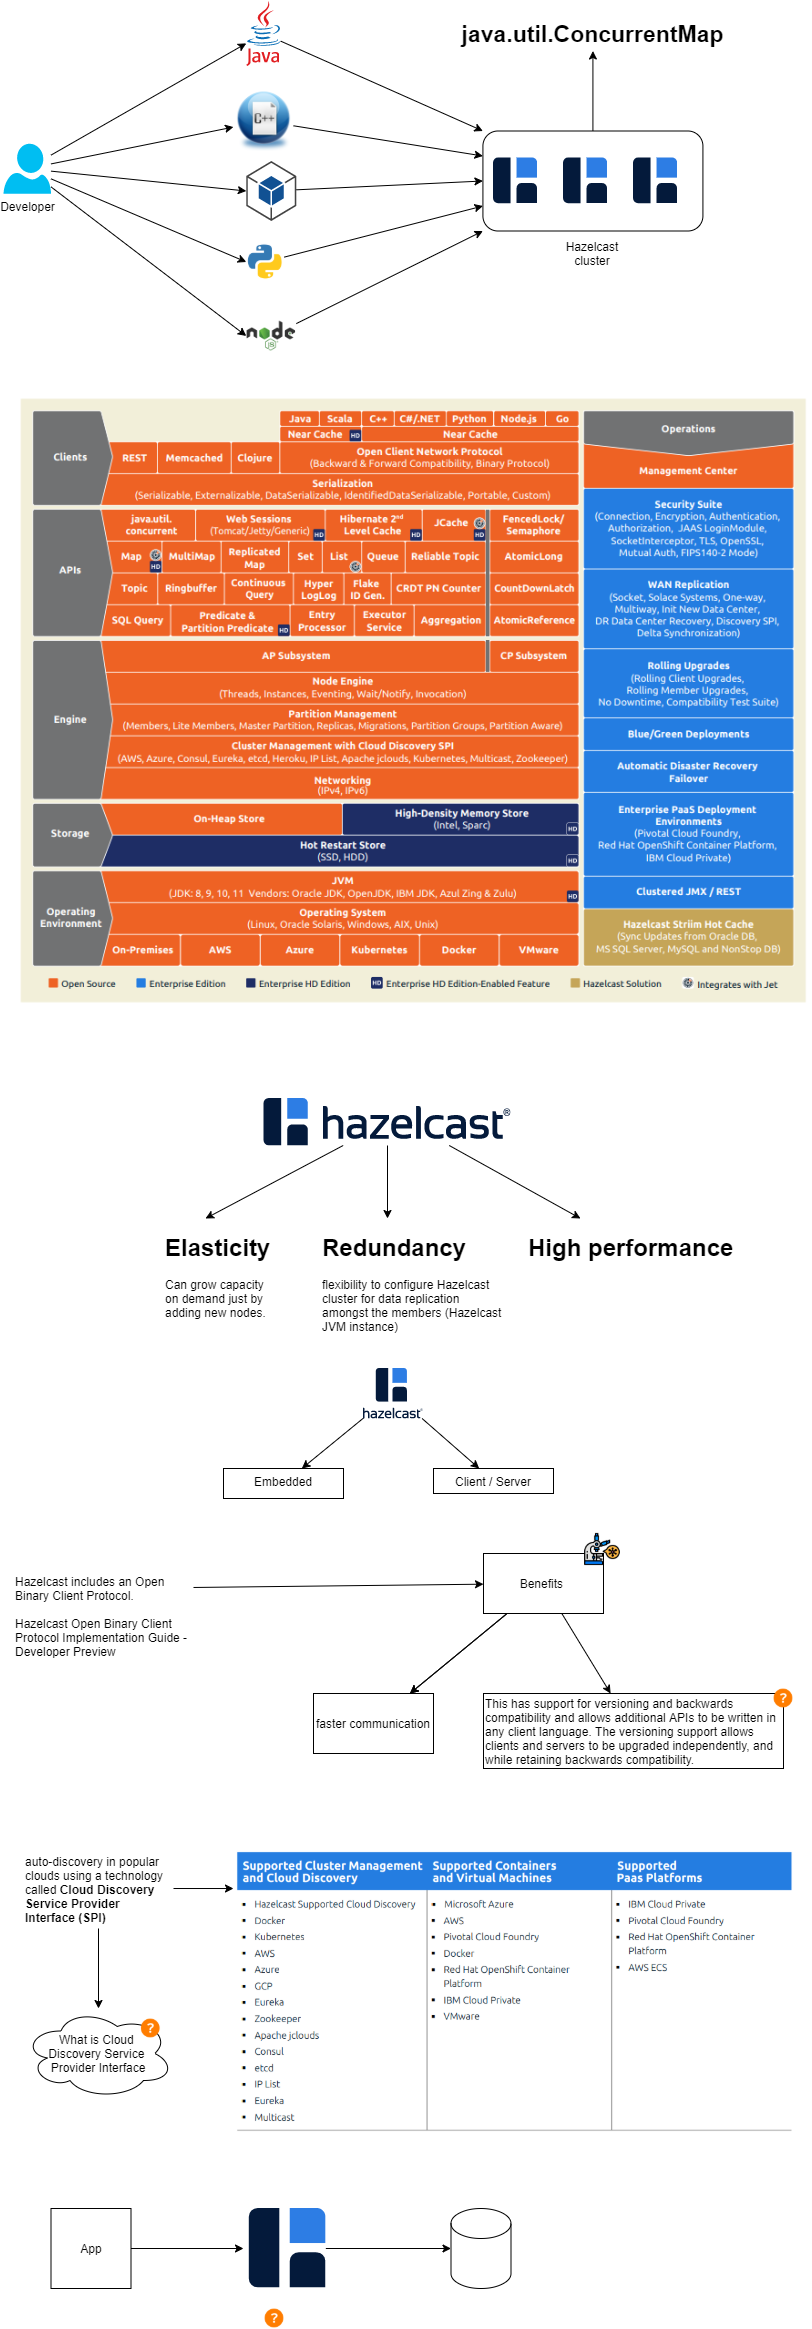 Java
java.util.ConcurrentMap
C++
Developer
Hazelcast
cluster
node
JS
Java
Scala
C++
C#/.NET
Python
Node.js
Go
Near Cache
HD
Near Cache
Clients
REST
Memcached
Clojure
Open Client Network Protocol
(Backward & Forward Compatibility, Binary Protocol)
Serialization
(Serializable, Externalizable, DataSerializable, IdentifiedDataSerializable, Portable, Custom)
APIs
java.util.
concurrent
Web Sessions
(Tomcat/Jetty/Generic)
HD
Hibernate 2nd
Level Cache
HD
JCache
HD
FencedLock/
Semaphore
Map
HD
MultiMap
Replicated
Map
Set
List
Queue
Reliable Topic
AtomicLong
Topic
Ringbuffer
Continuous
Query
Hyper
LogLog
Flake
ID Gen.
CRDT PN Counter
CountDownLatch
SQL Query
Predicate &
Partition Predicate
HD
Entry
Processor
Executor
Service
Aggregation
AtomicReference
Engine
AP Subsystem
CP Subsystem
Node Engine
(Threads, Instances, Eventing, Wait/Notify, Invocation)
Partition Management
(Members, Lite Members, Master Partition, Replicas, Migrations, Partition Groups, Partition Aware)
Cluster Management with Cloud Discovery SPI
(AWS, Azure, Consul, Eureka, etcd, Heroku, IP List, Apache jclouds, Kubernetes, Multicast, Zookeeper)
Networking
(IPv4, IPv6)
Storage
On-Heap Store
High-Density Memory Store
(Intel, Sparc)
HD
Hot Restart Store
(SSD, HDD)
HD
Operating
Environment
JVM
(JDK: 8, 9, 10, 11 Vendors: Oracle JDK, OpenJDK, IBM JDK, Azul Zing & Zulu)
HD
Operating System
(Linux, Oracle Solaris, Windows, AIX, Unix)
On-Premises
AWS
Azure
Kubernetes
Docker
VMware
Operations
Management Center
Security Suite
(Connection, Encryption, Authentication,
Authorization, JAAS LoginModule,
SocketInterceptor, TLS, OpenSSL,
Mutual Auth, FIPS140-2 Mode)
WAN Replication
(Socket, Solace Systems, One-way,
Multiway, Init New Data Center,
DR Data Center Recovery, Discovery SPI,
Delta Synchronization)
Rolling Upgrades
(Rolling Client Upgrades,
Rolling Member Upgrades,
No Downtime, Compatibility Test Suite)
Blue/Green Deployments
Automatic Disaster Recovery
Failover
Enterprise PaaS Deployment
Environments
(Pivotal Cloud Foundry,
Red Hat OpenShift Container Platform,
IBM Cloud Private)
Clustered JMX / REST
Hazelcast Striim Hot Cache
(Sync Updates from Oracle DB,
MS SQL Server, MySQL and NonStop DB)
Open Source
Enterprise Edition
Enterprise HD Edition
HD
Enterprise HD Edition-Enabled Feature
Hazelcast Solution
Integrates with Jet
hazelcast®
Elasticity
Redundancy
High performance
Can grow capacity
on demand just by
adding new nodes.
flexibility to configure Hazelcast
cluster for data replication
amongst the members (Hazelcast
JVM instance)
hazelcast
Embedded
Client / Server
Hazelcast includes an Open
Binary Client Protocol.
Hazelcast Open Binary Client
Protocol Implementation Guide -
Developer Preview
Benefits
faster communication
?
This has support for versioning and backwards
compatibility and allows additional APIs to be written in
any client language. The versioning support allows
clients and servers to be upgraded independently, and
while retaining backwards compatibility.
auto-discovery in popular
clouds using a technology
called Cloud Discovery
Service Provider
Interface (SPI)
?
What is Cloud
Discovery Service
Provider Interface
Supported Cluster Management
and Cloud Discovery
Hazelcast Supported Cloud Discovery
Docker
Kubernetes
AWS
Azure
GCP
Eureka
Zookeeper
Apache jclouds
Consul
etcd
IP List
Eureka
Multicast
Supported Containers
and Virtual Machines
Microsoft Azure
AWS
Pivotal Cloud Foundry
Docker
Red Hat OpenShift Container
Platform
IBM Cloud Private
VMware
Supported
Paas Platforms
IBM Cloud Private
Pivotal Cloud Foundry
Red Hat OpenShift Container
Platform
AWS ECS
App
?